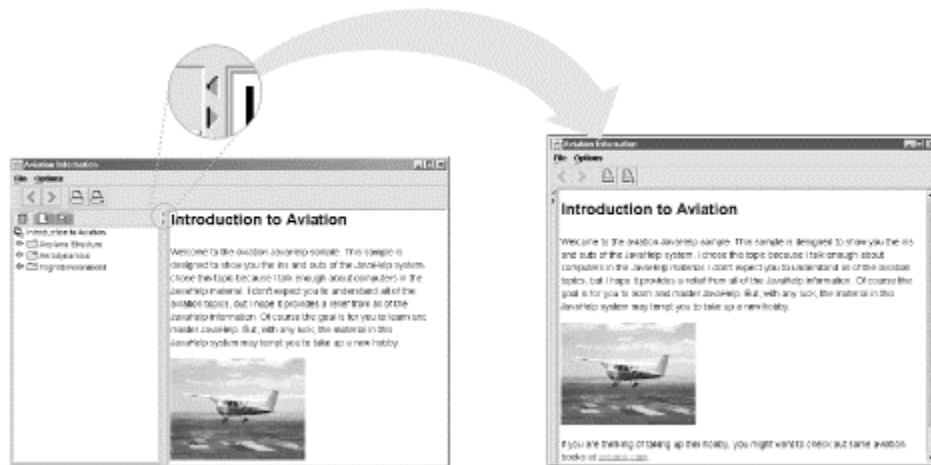 Aviation Information
File Options
Introduction to Aviation
Airplane Structure
Aerodynamics
Flight Environment
Introduction to Aviation
Welcome to the aviation JavaHelp sample. This sample is
designed to show you the ins and outs of the JavaHelp system. I
chose this topic because I talk enough about computers in the
JavaHelp material. I don't expect you to understand all of the
aviation topics, but I hope it provides a relief from all of the
JavaHelp information. Of course the goal is for you to learn and
master JavaHelp. But, with any luck, the material in this
JavaHelp system may tempt you to take up a new hobby.
Aviation Information
File Options
Introduction to Aviation
Welcome to the aviation JavaHelp sample. This sample is designed to show you the ins
and outs of the JavaHelp system. I chose this topic because I talk enough about
computers in the JavaHelp material. I don't expect you to understand all of the aviation
topics, but I hope it provides a relief from all of the JavaHelp information. Of course the
goal is for you to learn and master JavaHelp. But, with any luck, the material in this
JavaHelp system may tempt you to take up a new hobby.
If you are thinking of taking up this hobby, you might want to check out some aviation
books at